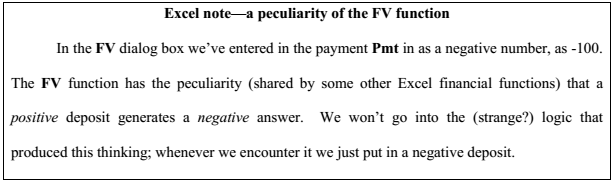 Excel note—a peculiarity of the FV function
In the FV dialog box we’ve entered in the payment Pmt in as a negative number, as -100.
The FV function has the peculiarity (shared by some other Excel financial functions) that a
positive deposit generates a negative answer. We won’t go into the (strange?) logic that
produced this thinking; whenever we encounter it we just put in a negative deposit.